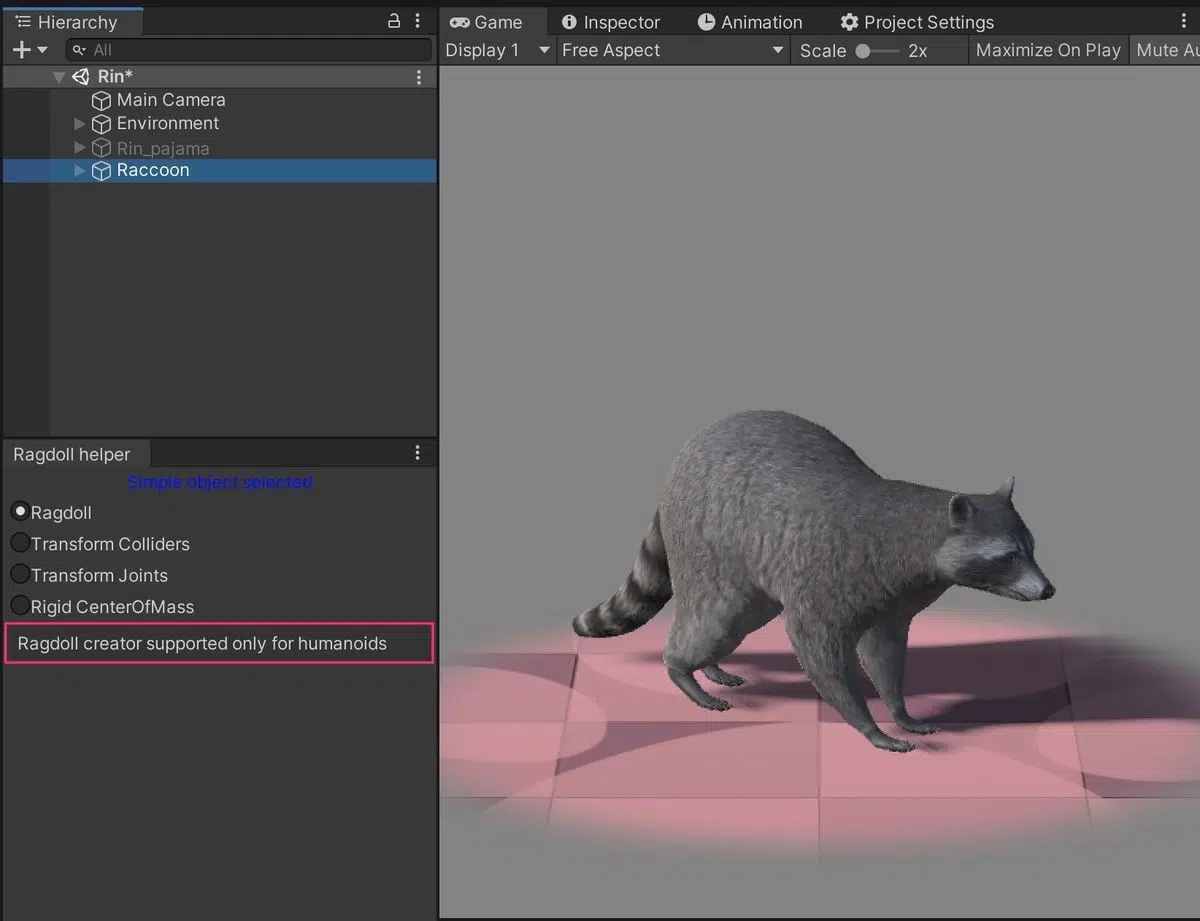 Hierarchy
All
Rin*
Main Camera
Environment
Rin_pajama
Raccoon
Game Inspector Animation Project Settings
Display 1 Free Aspect Scale 2x Maximize On Play Mute Au
Ragdoll helper
Simple object selected
Ragdoll
Transform Colliders
Transform Joints
Rigid CenterOfMass
Ragdoll creator supported only for humanoids